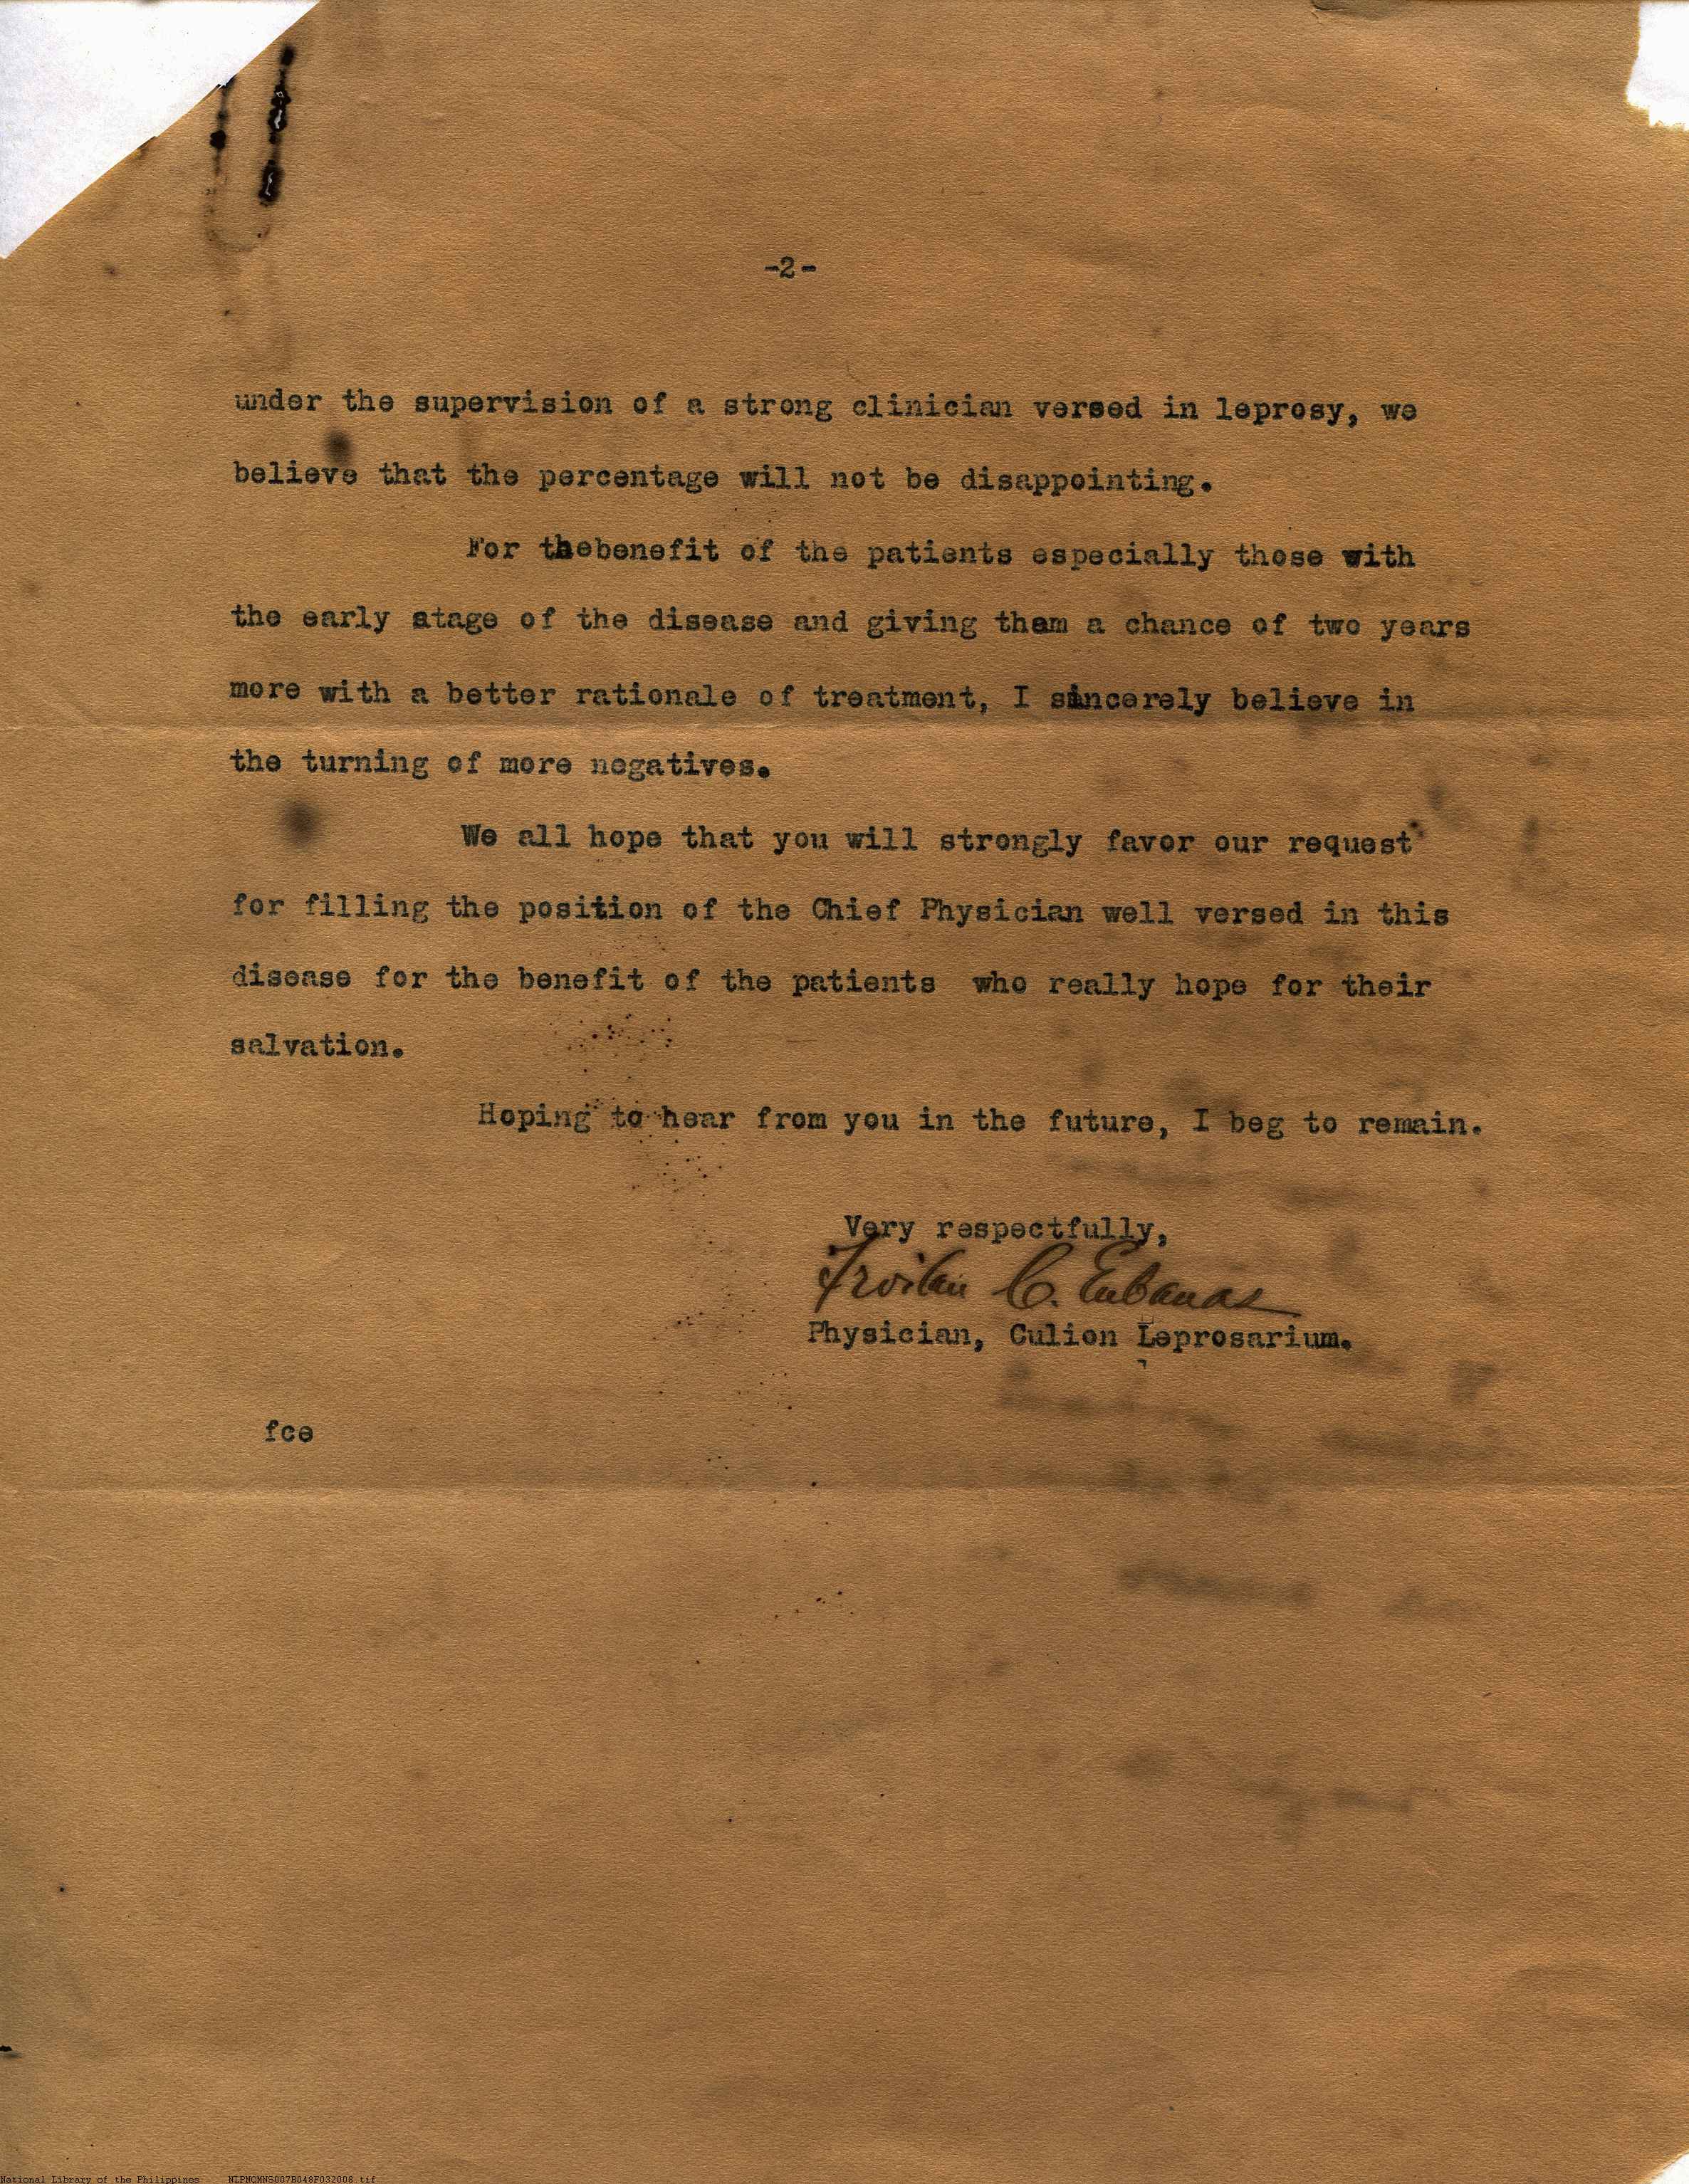 -2-
under the supervision of a strong clinician versed in leprosy, we
believe that the percentage will not be disappointing.
For thebenefit of the patients especially those with
the early atage of the disease and giving them a chance of two years
more with a better rationale of treatment, I sincerely believe in
the turning of more negatives.
We all hope that you will strongly favor our request
for filling the position of the Chief Physician well versed in this
disease for the benefit of the patients who really hope for their
salvation.
Hoping to hear from you in the future, I beg to remain.
Very respectfully,
Froilan C. Eubanas
Physician, Culion Leprosarium.
fce
National Library of the Philippines NLPMQMNS007B048F032008.tif